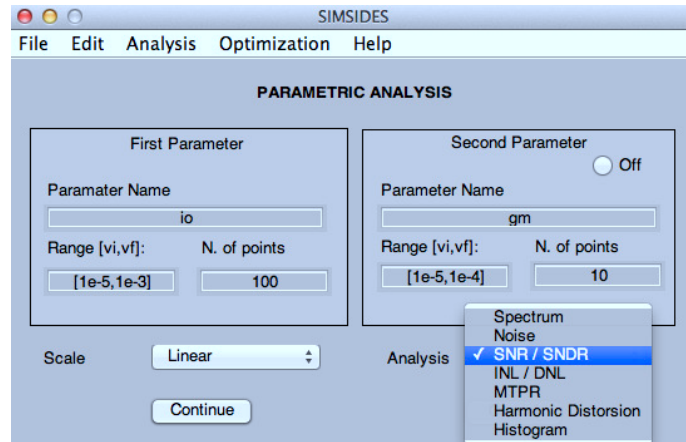 SIMSIDES
File Edit Analysis Optimization Help
PARAMETRIC ANALYSIS
First Parameter
Paramater Name
io
Range [vi,vf]: N. of points
[1e-5,1e-3] 100
Second Parameter
Off
Parameter Name
gm
Range [vi,vf]: N. of points
[1e-5,1e-4] 10
Scale Linear
Analysis
Spectrum
Noise
✓ SNR / SNDR
INL / DNL
MTPR
Harmonic Distorsion
Histogram
Continue